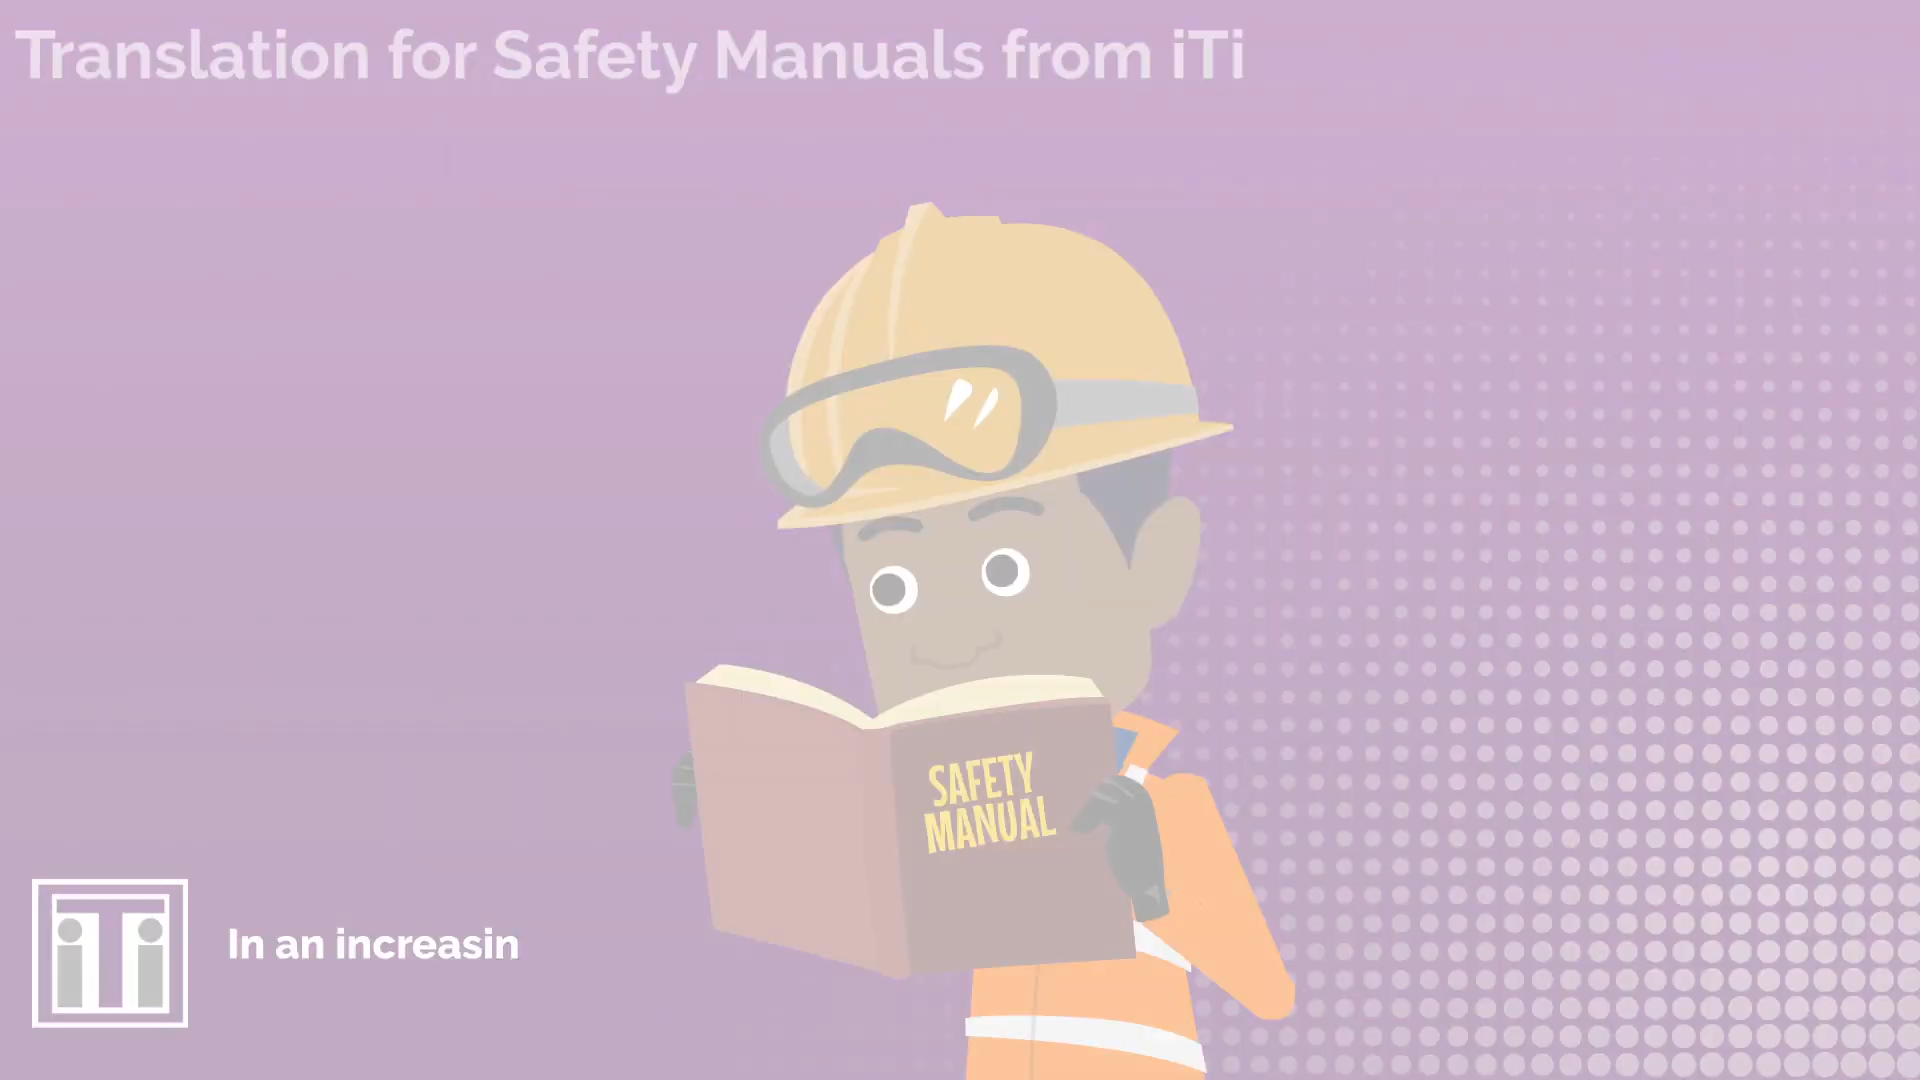 Translation for Safety Manuals from iTi
SAFETY
MANUAL
iTi
In an increasin